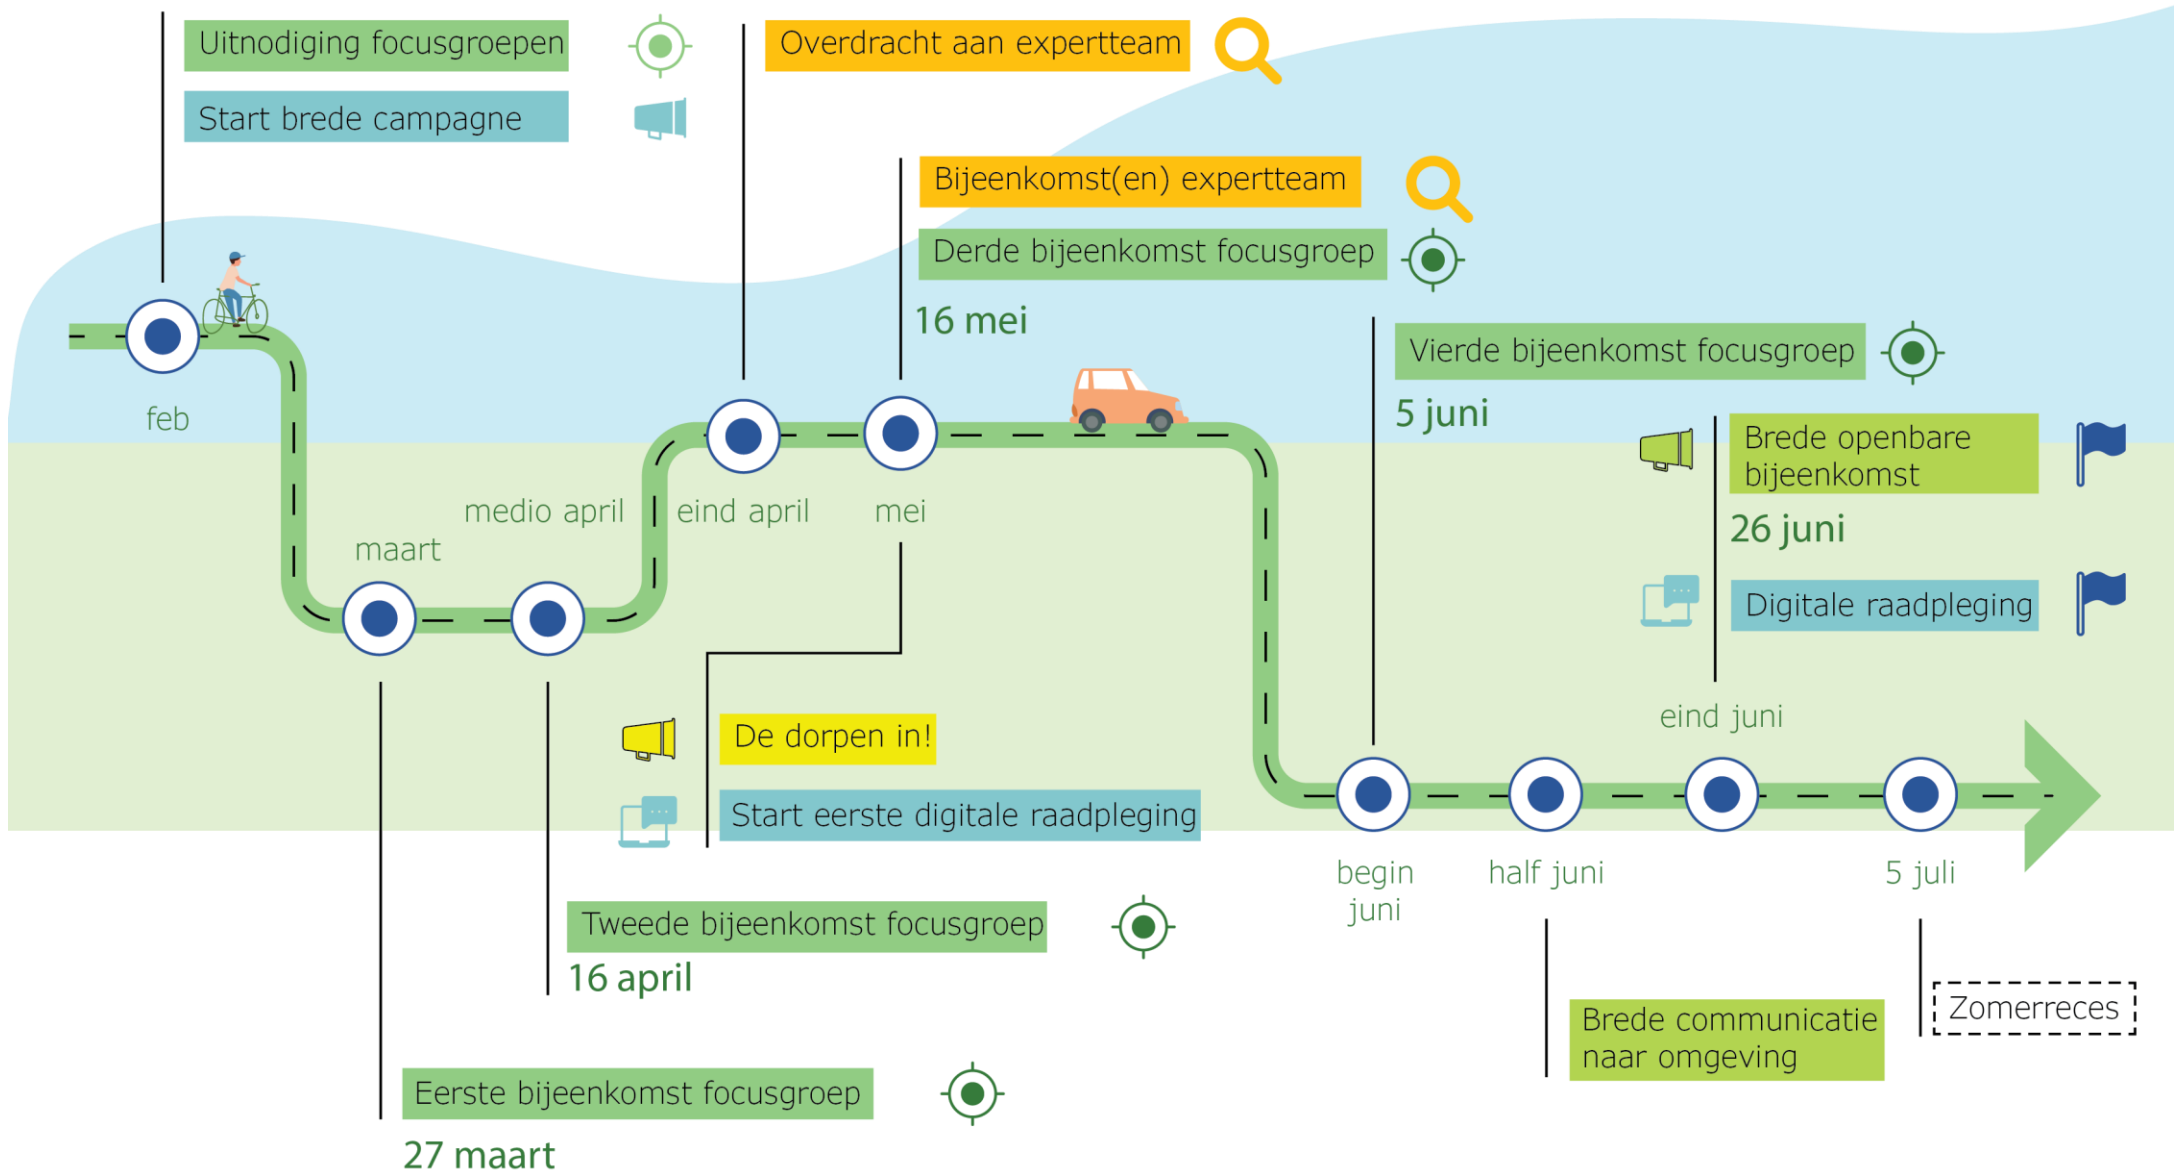 Uitnodiging focusgroepen
Start brede campagne
feb
Overdracht aan expertteam
Bijeenkomst(en) expertteam
Derde bijeenkomst focusgroep
16 mei
Vierde bijeenkomst focusgroep
5 juni
Brede openbare
bijeenkomst
26 juni
Digitale raadpleging
medio april
eind april
mei
maart
eind juni
De dorpen in!
Start eerste digitale raadpleging
begin
juni
half juni
5 juli
Tweede bijeenkomst focusgroep
16 april
Zomerreces
Brede communicatie
naar omgeving
Eerste bijeenkomst focusgroep
27 maart